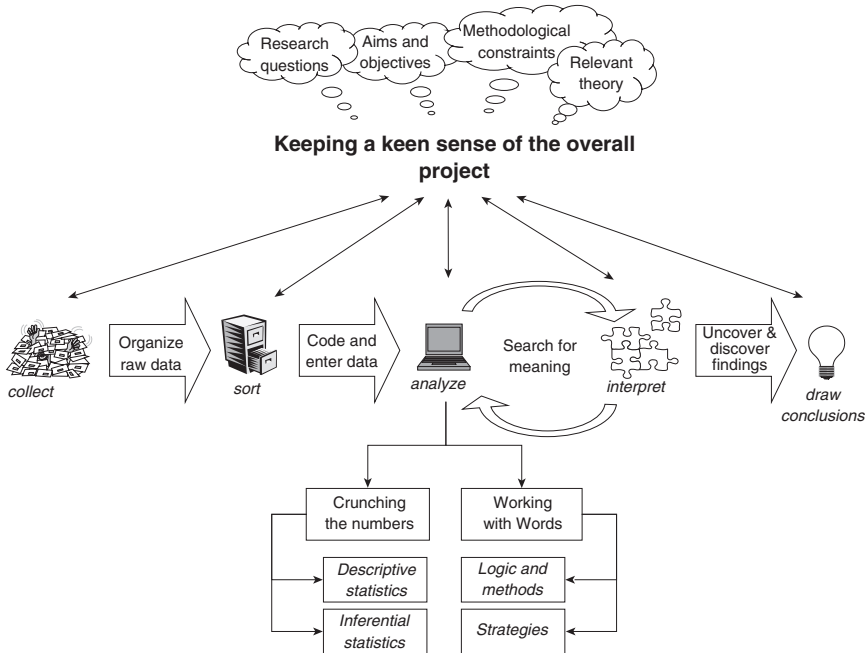 Research
questions
Aims and
objectives
Methodological
constraints
Relevant
theory
Keeping a keen sense of the overall
project
collect
Organize
raw data
sort
Code and
enter data
analyze
Search for
meaning
interpret
Uncover &
discover
findings
draw
conclusions
Crunching
the numbers
Descriptive
statistics
Inferential
statistics
Working
with Words
Logic and
methods
Strategies